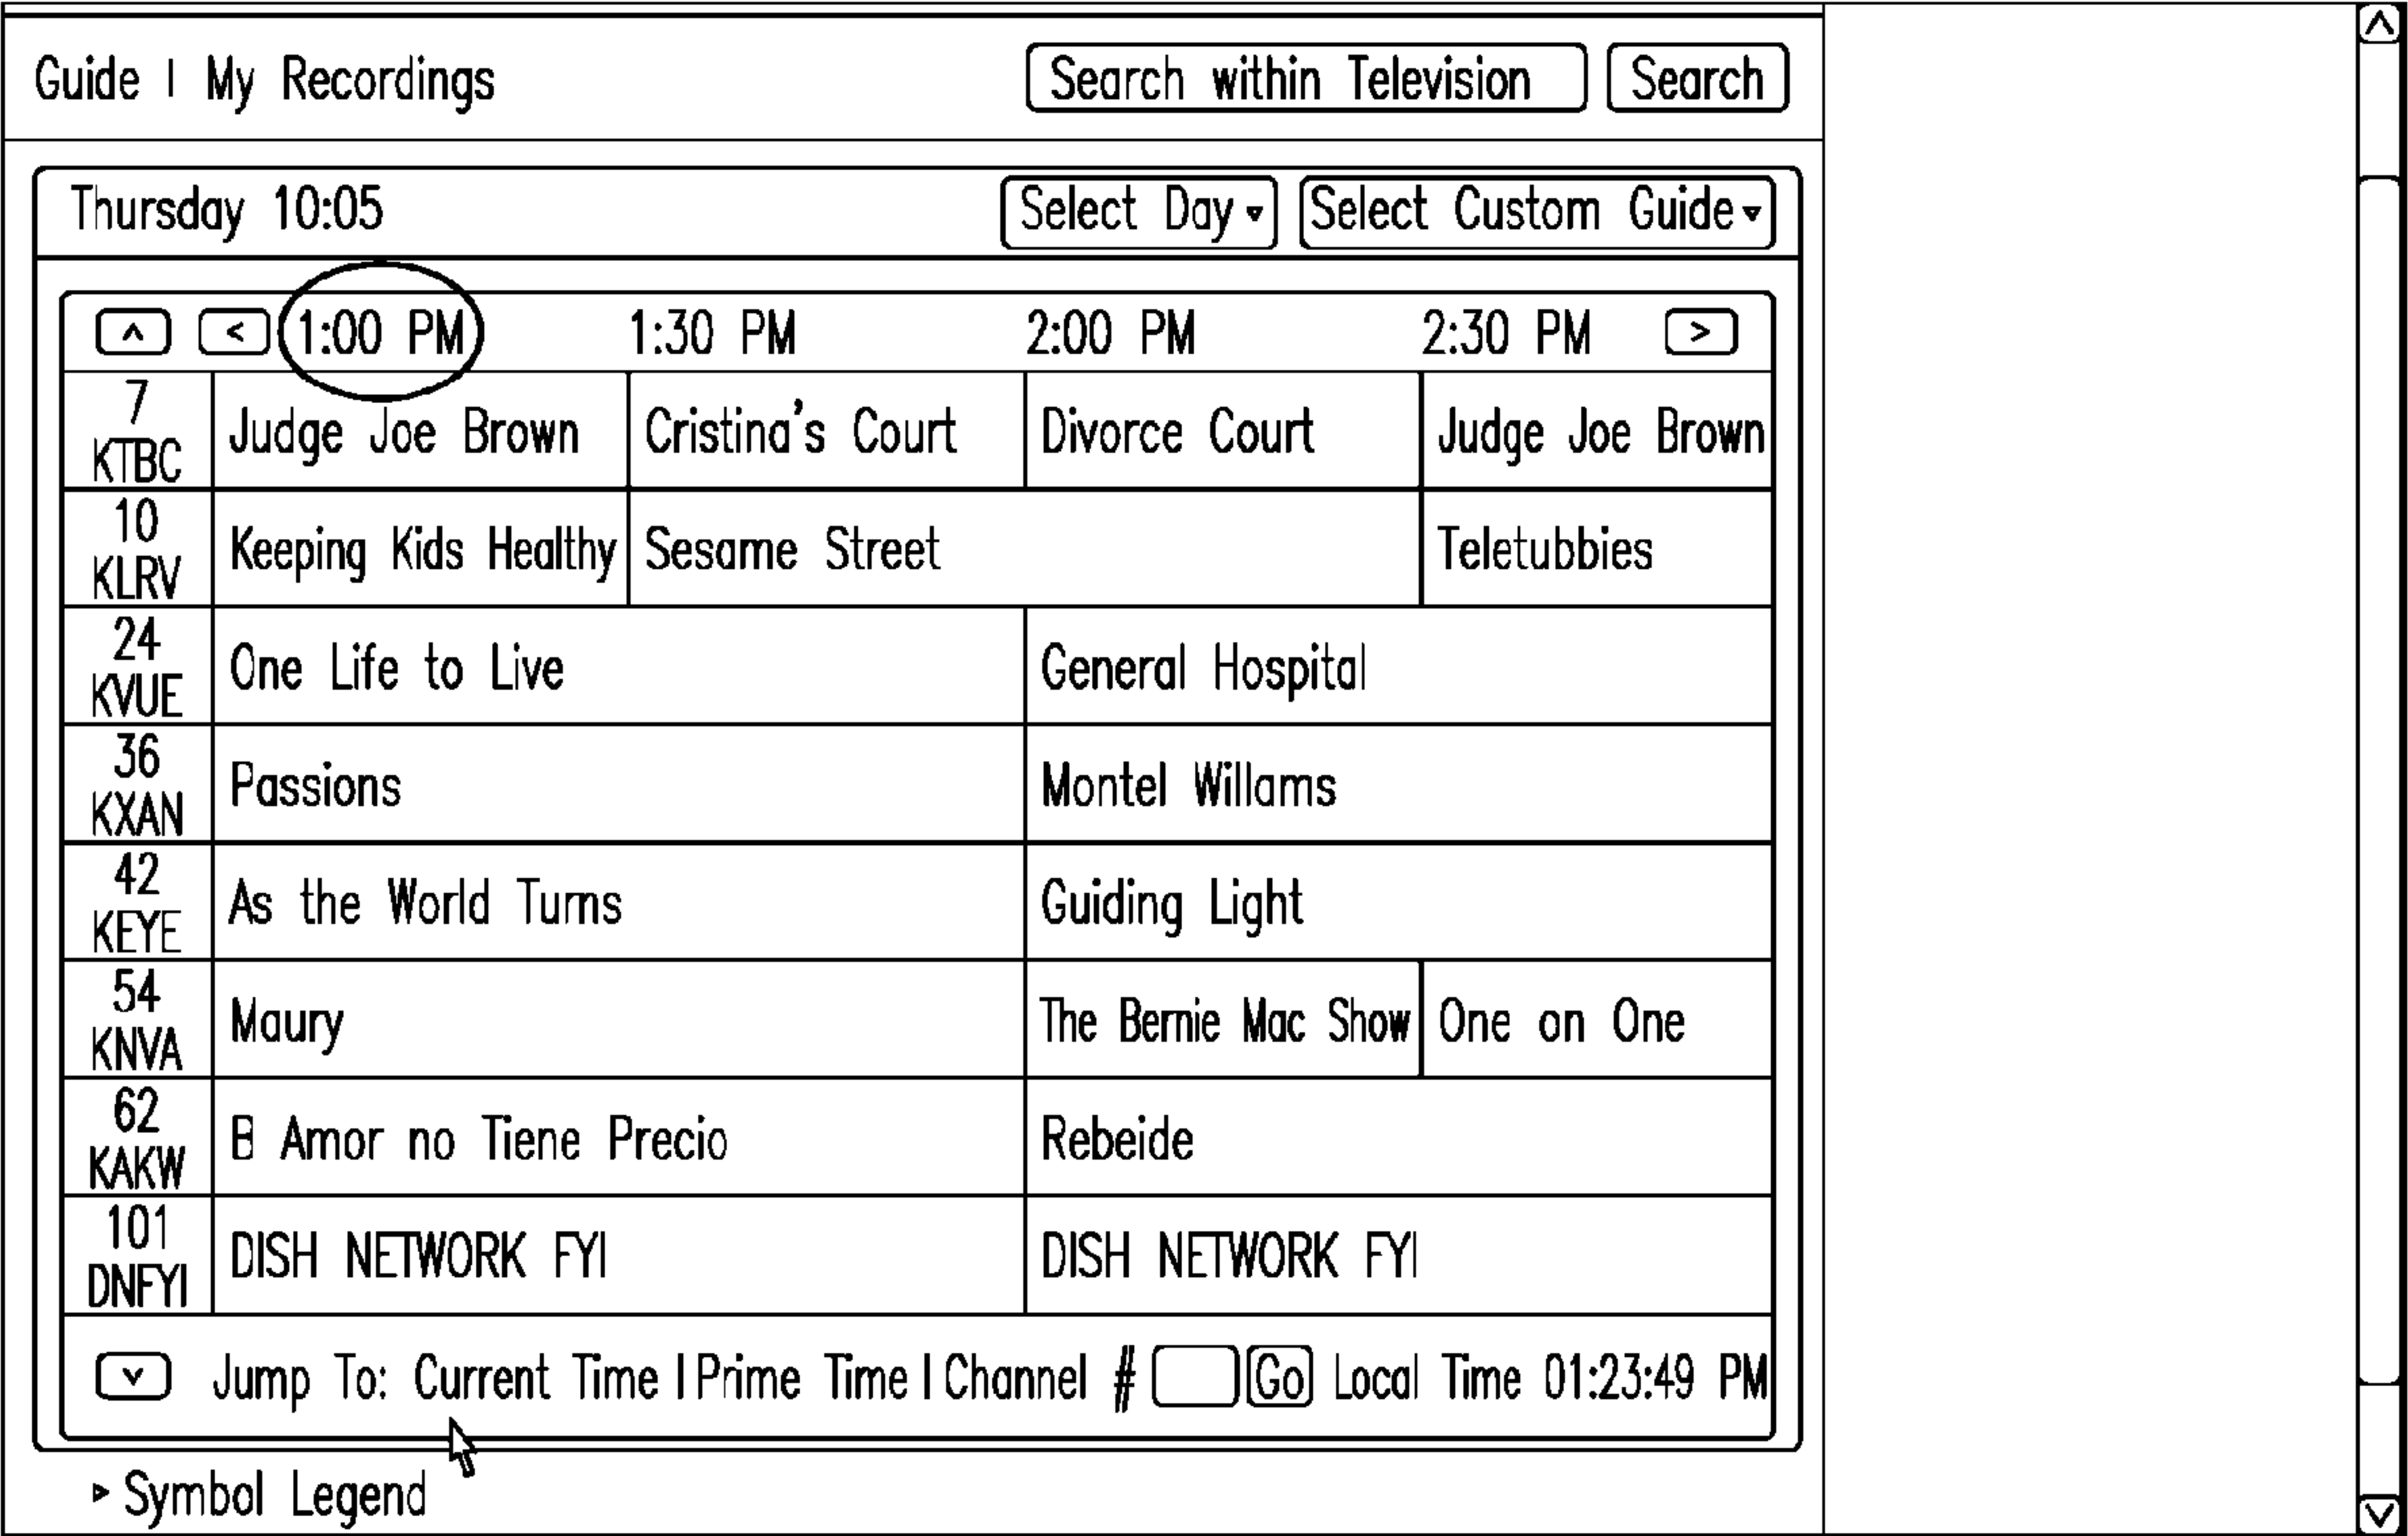 Guide | My Recordings Search within Television Search
Thursday 10:05 Select Day Select Custom Guide
^ < 1:00 PM 1:30 PM 2:00 PM 2:30 PM >
7 KTBC Judge Joe Brown Cristina's Court Divorce Court Judge Joe Brown
10 KLRV Keeping Kids Healthy Sesame Street Teletubbies
24 KVUE One Life to Live General Hospital
36 KXAN Passions Montel Willams
42 KEYE As the World Turns Guiding Light
54 KNVA Maury The Bernie Mac Show One on One
62 KAKW B Amor no Tiene Precio Rebeide
101 DNFYI DISH NETWORK FYI DISH NETWORK FYI
Jump To: Current Time | Prime Time | Channel # Go Local Time 01:23:49 PM
Symbol Legend